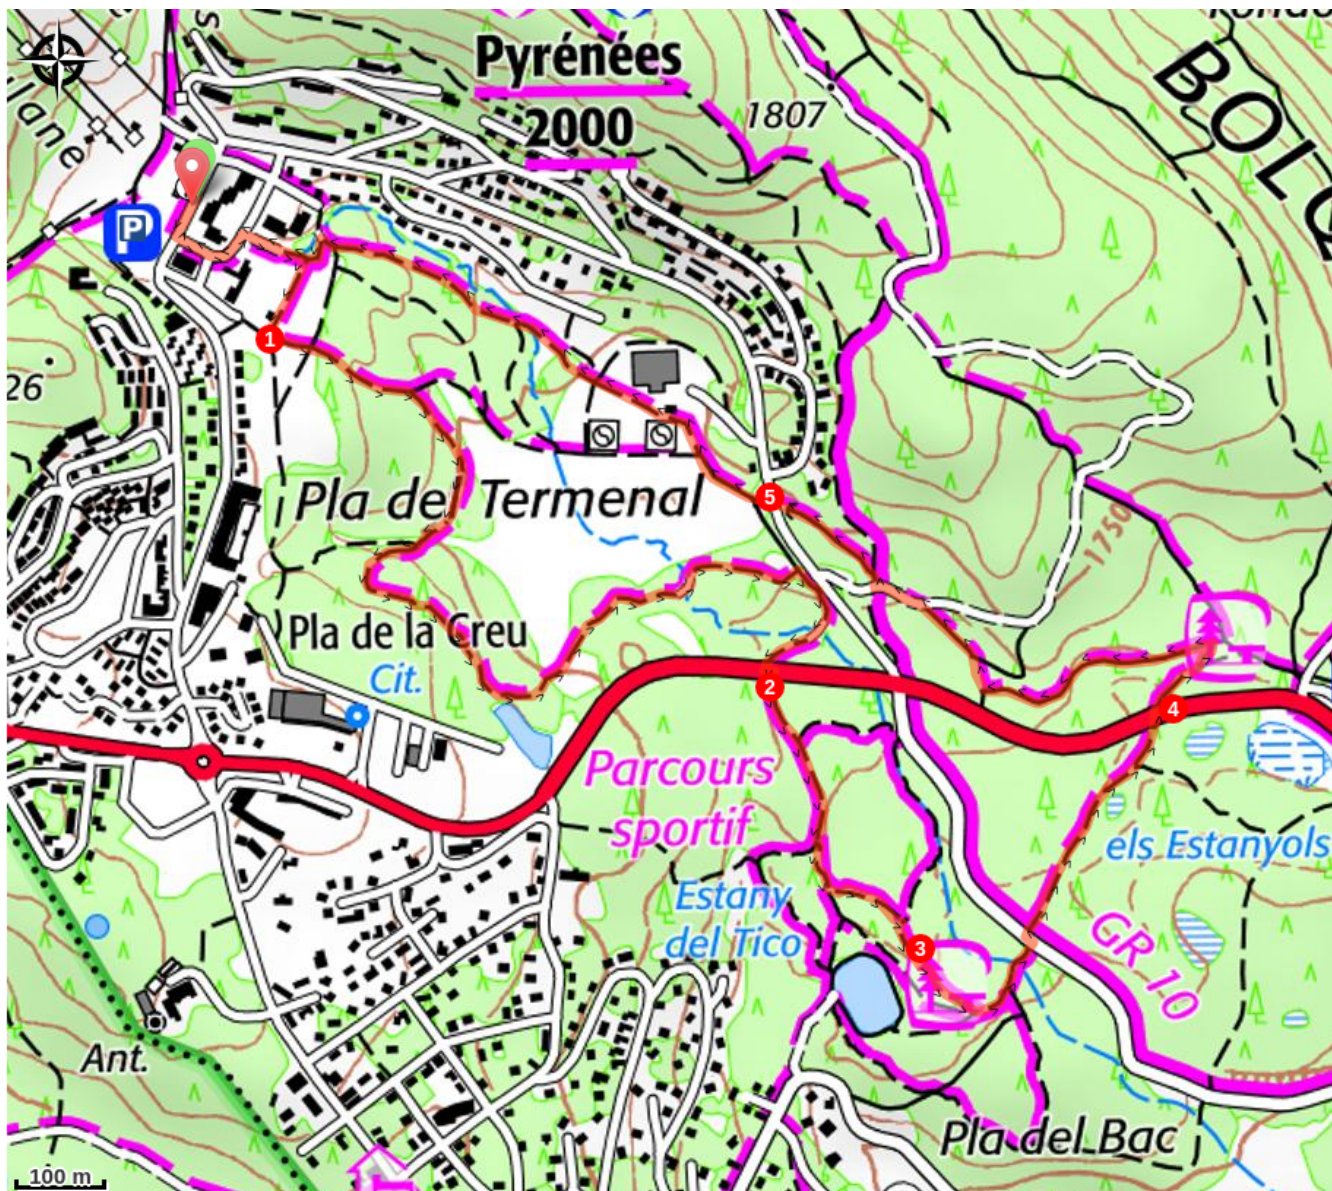 Pyrénées
2000
1807
BOLQ
lane
P
1
26
5
Pla del Termenal
1750
Pla de la Creu
Cit.
2
4
Parcours
sportif
els Estanyols
Estany
del Tico
3
GR 10
Ant.
Pla del Bac
100 m